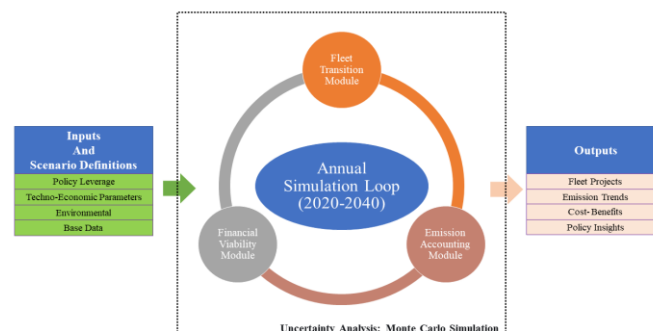 Inputs
And
Scenario Definitions
Policy Leverage
Techno-Economic Parameters
Environmental
Base Data
Fleet
Transition
Module
Annual
Simulation Loop
(2020-2040)
Financial
Viability
Module
Emission
Accounting
Module
Outputs
Fleet Projects
Emission Trends
Cost-Benefits
Policy Insights
Uncertainty Analysis: Monte Carlo Simulation